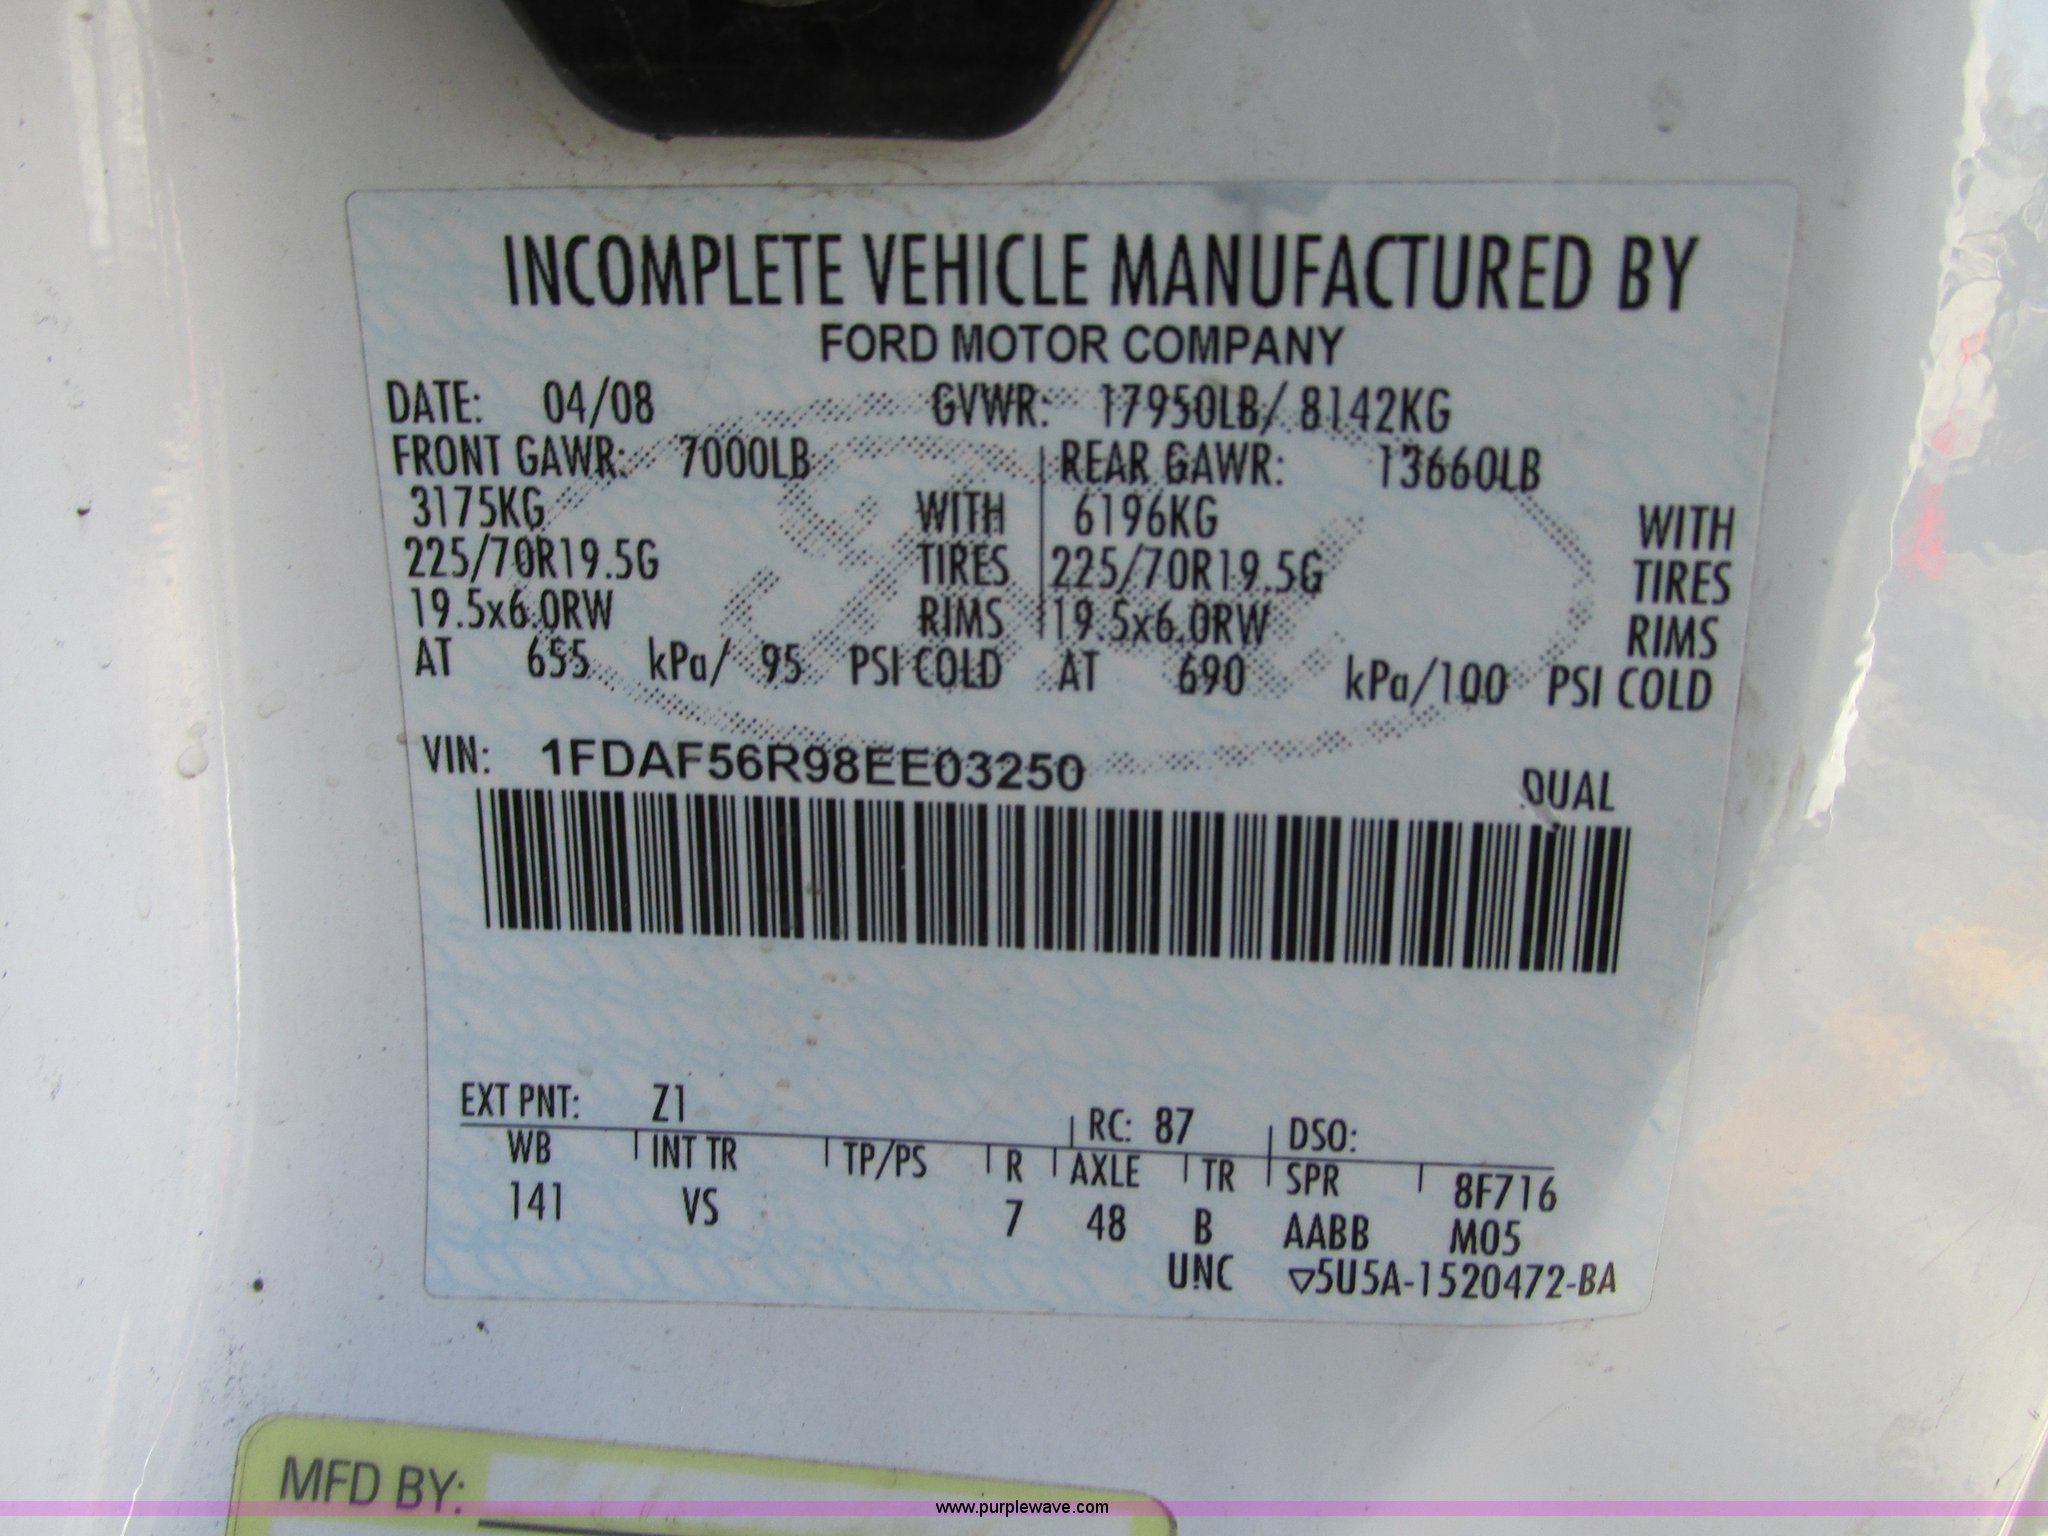 INCOMPLETE VEHICLE MANUFACTURED BY
FORD MOTOR COMPANY
DATE: 04/08 GVWR: 17950LB/ 8142KG
FRONT GAWR: 7000LB REAR GAWR: 13660LB
3175KG WITH 6196KG WITH
225/70R19.5G TIRES 225/70R19.5G TIRES
19.5x6.0RW RIMS 19.5x6.0RW RIMS
AT 655 kPa/ 95 PSI COLD AT 690 kPa/100 PSI COLD
VIN: 1FDAF56R98EE03250
DUAL
EXT PNT: Z1 RC: 87 DSO:
WB INT TR TP/PS R AXLE TR SPR 8F716
141 VS 7 48 B AABB M05
UNC ▽5U5A-1520472-BA
MFD BY:
www.purplewave.com